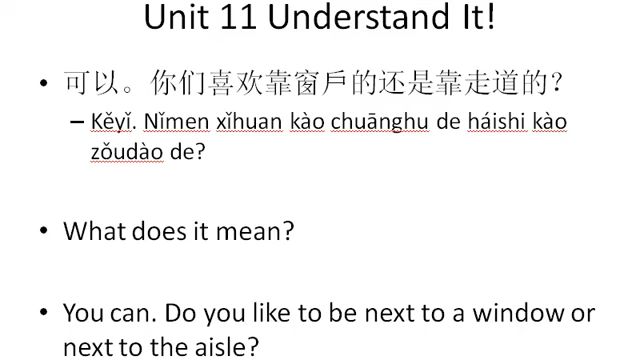 Unit 11 Understand It!
• 可以。你们喜欢靠窗戶的还是靠走道的？
– Kěyǐ. Nǐmen xǐhuan kào chuānghu de háishi kào
zǒudào de?
• What does it mean?
• You can. Do you like to be next to a window or
next to the aisle?